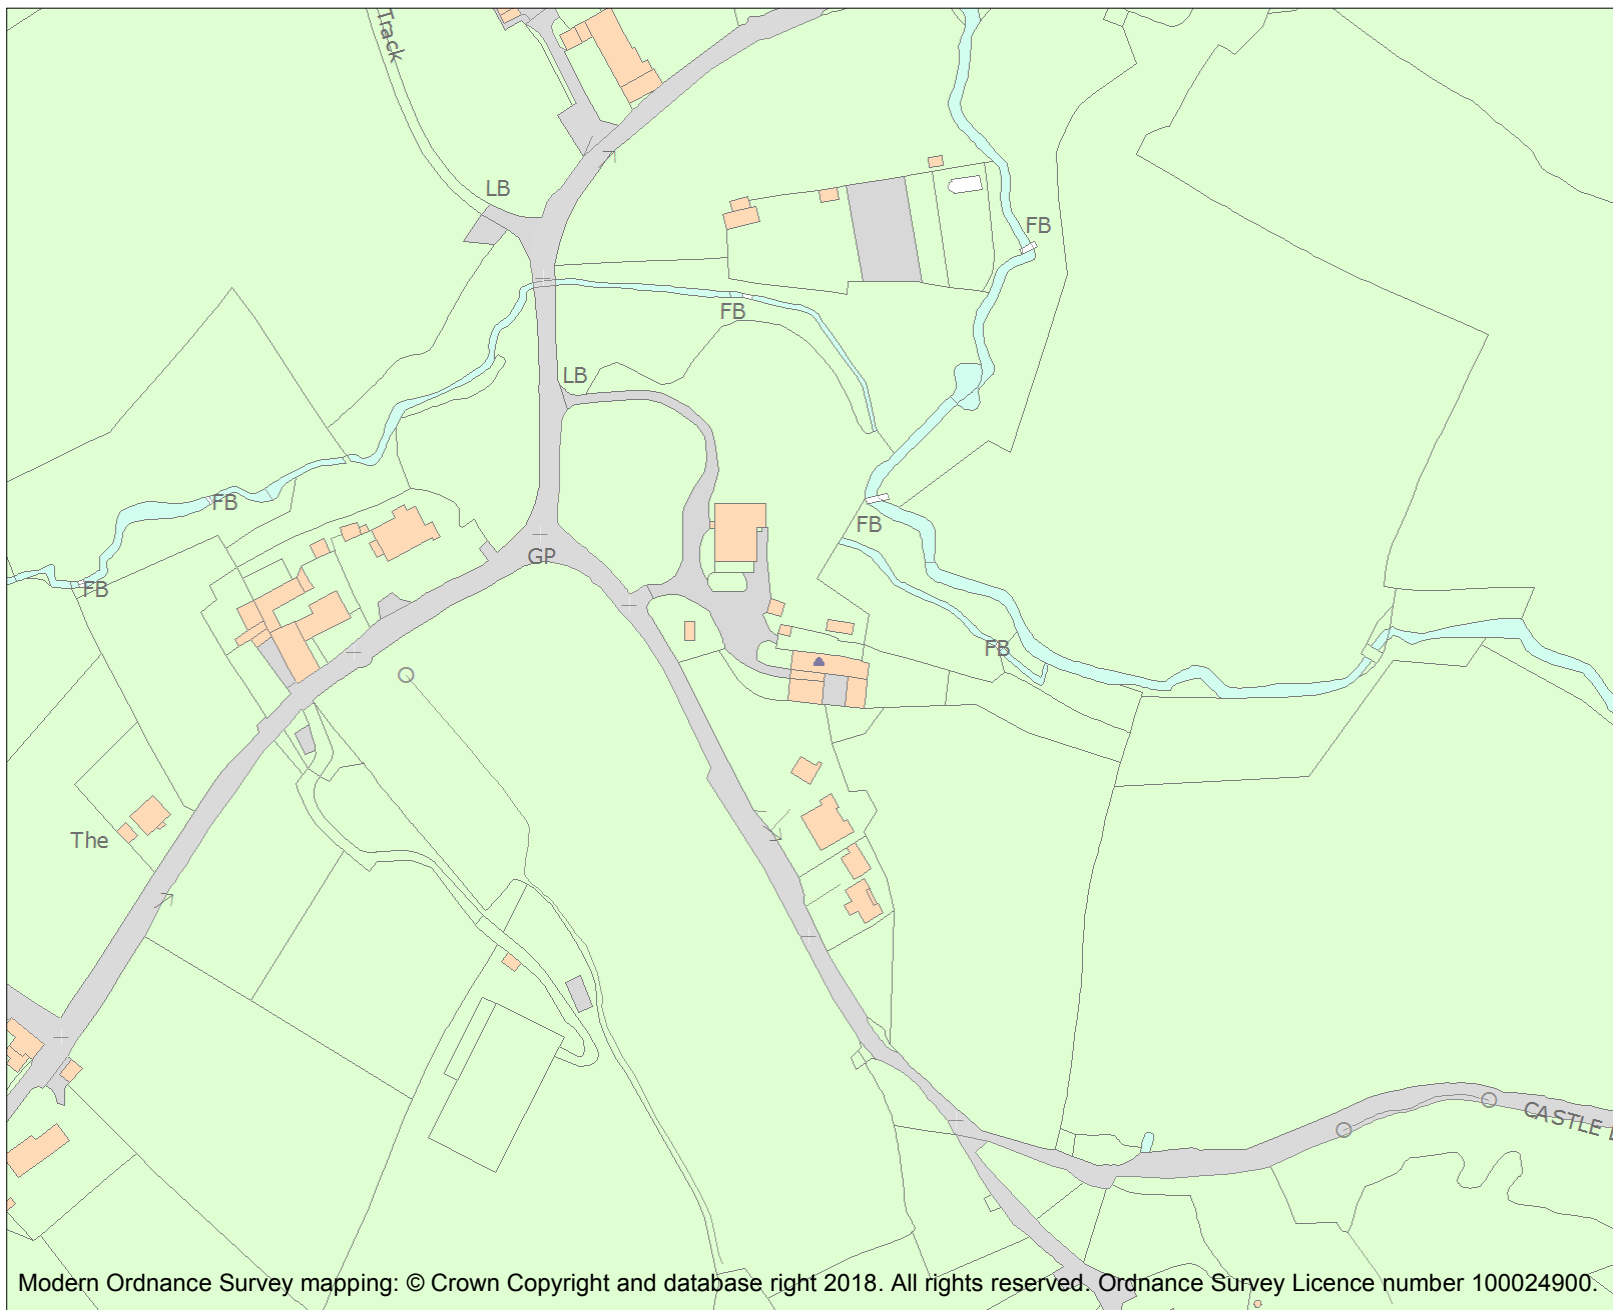 Track
LB
FB
FB
LB
FB
FB
GP
FB
FB
The
CASTLE
Modern Ordnance Survey mapping: © Crown Copyright and database right 2018. All rights reserved. Ordnance Survey Licence number 100024900.